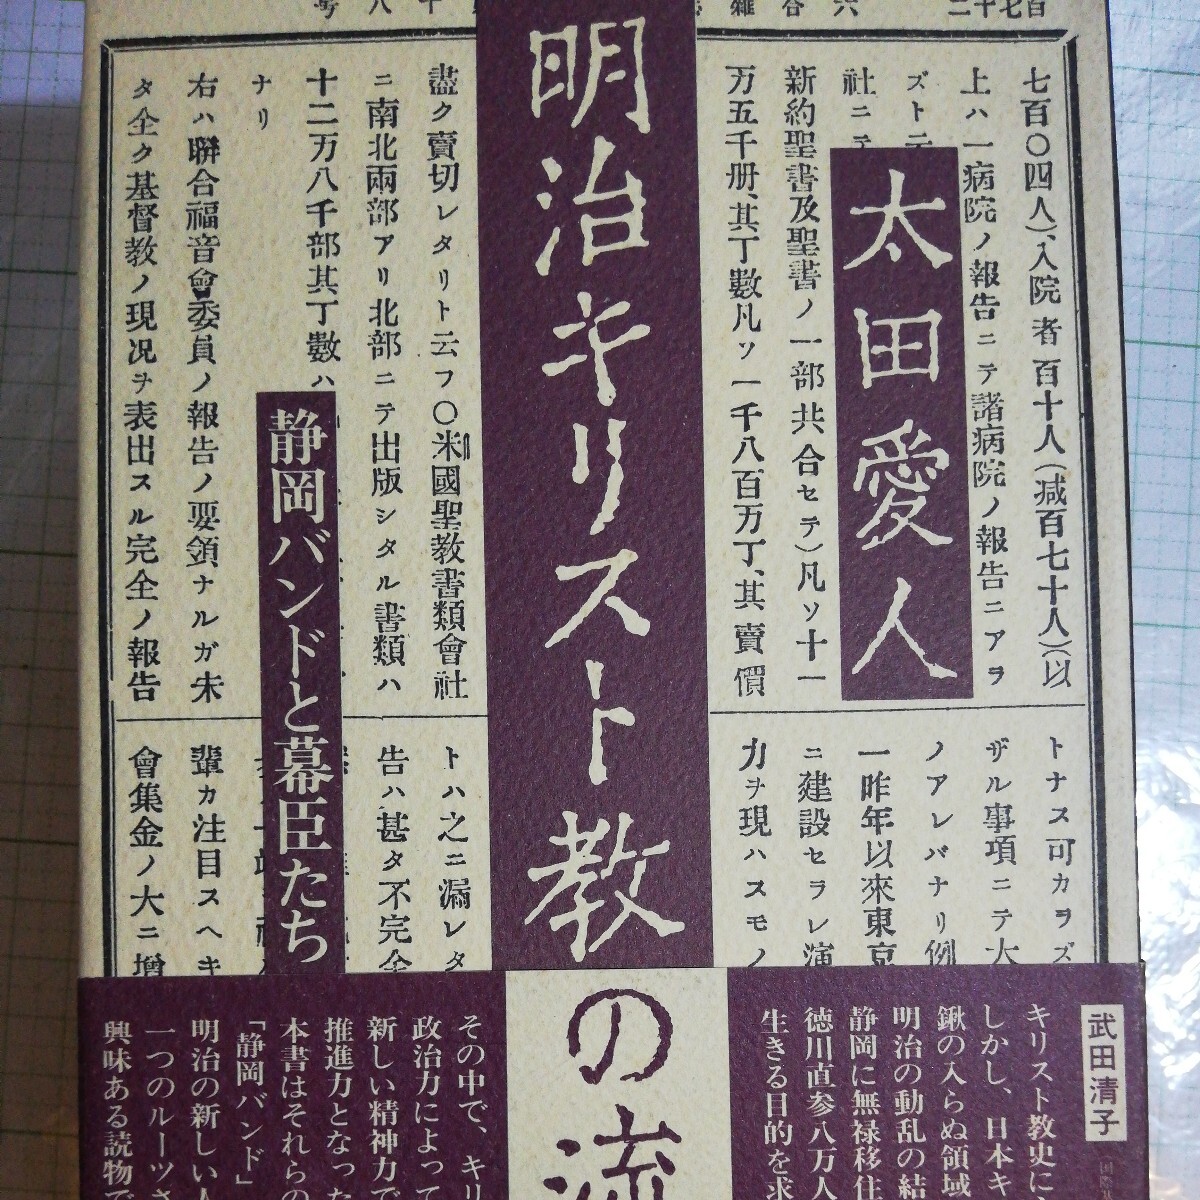 明治キリスト教の流
太田愛人
静岡バンドと幕臣たち
七百〇四人)、入院者百十人(減百七十人)(以
上ハ一病院ノ報告ニテ諸病院ノ報告ニアラ
ズト云
社ニテ
新約聖書及聖書ノ一部共合セテ)凡ソ十一
万五千册、其丁數凡ソ一千八百万丁、其賣價
盡ク賣切レタリト云フ〇米國聖教書類會社
ニ南北兩部アリ北部ニテ出版シタル書類ハ
十二万八千部其丁數ハ
ナリ
右ハ聯合福音會委員ノ報告ノ要領ナルガ未
タ全ク基督教ノ現况ヲ表出スル完全ノ報告
トナス可カラズ
ザル事項ニテ大
ノアレバナリ例
一昨年以來東京
ニ建設セラレ演
力ヲ現ハスモノ
トハ之ニ漏レタ
告ハ甚タ不完全
輩カ注目スヘキ
會集金ノ大ニ增
武田清子
キリスト教史に
しかし、日本キ
鍬の入らぬ領域
明治の動乱の結
静岡に無禄移住
徳川直参八万人
生きる目的を求
その中で、キリ
政治力によって
新しい精神力で
推進力となった
本書はそれらの
「静岡バンド」
明治の新しい人
一つのルーツさ
興味ある読物で